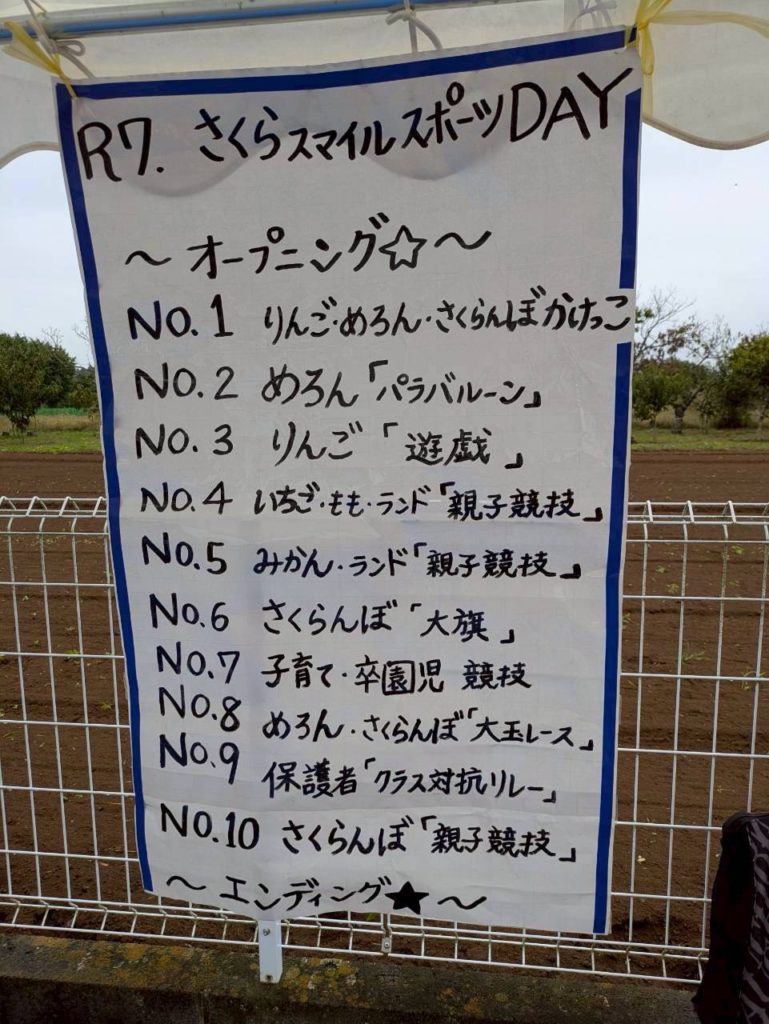 R7. さくらスマイルスポーツDAY
～オープニング☆～
NO.1 りんご・めろん・さくらんぼかけっこ
NO.2 めろん「パラバルーン」
NO.3 りんご「遊戯」
NO.4 いちご・もも・ランド「親子競技」
NO.5 みかん・ランド「親子競技」
NO.6 さくらんぼ「大旗」
NO.7 子育て・卒園児 競技
NO.8 めろん・さくらんぼ「大玉レース」
NO.9 保護者「クラス対抗リレー」
NO.10 さくらんぼ「親子競技」
～エンディング★～